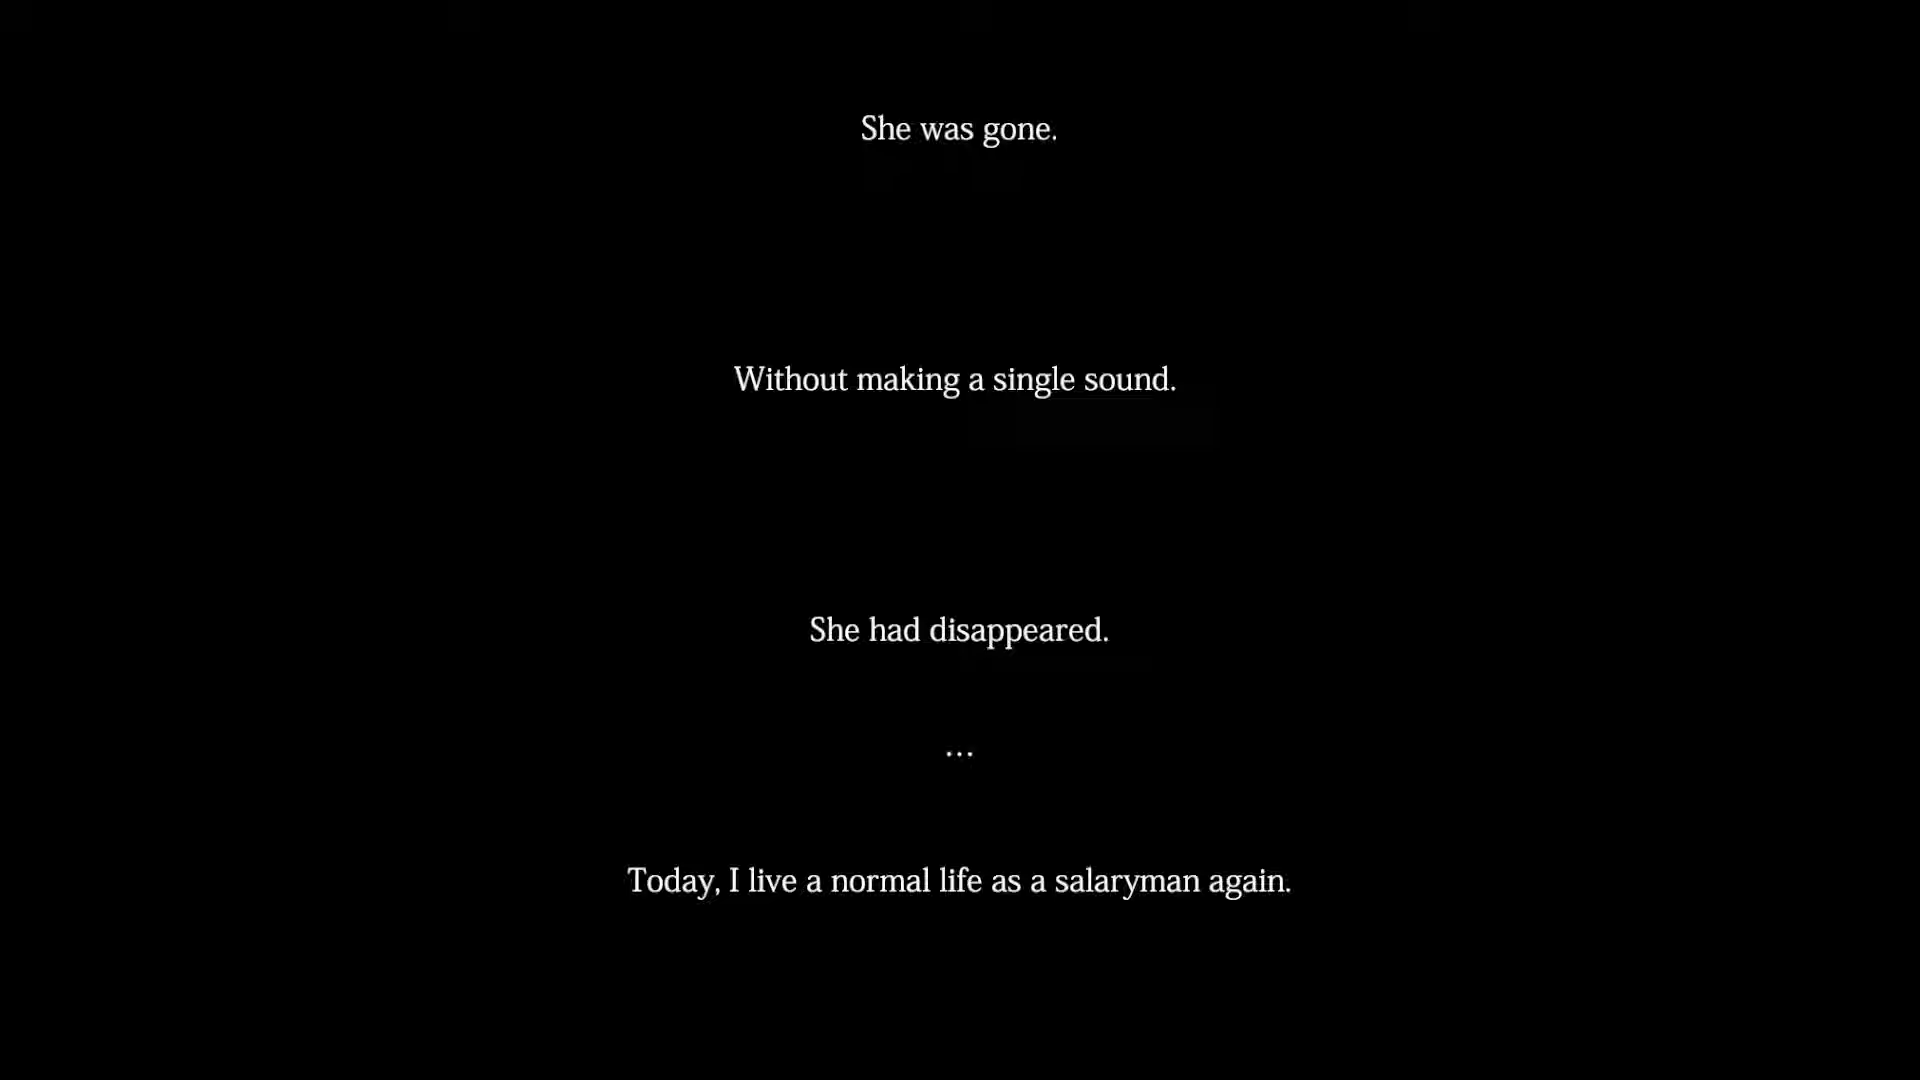 She was gone.
Without making a single sound.
She had disappeared.
...
Today, I live a normal life as a salaryman again.